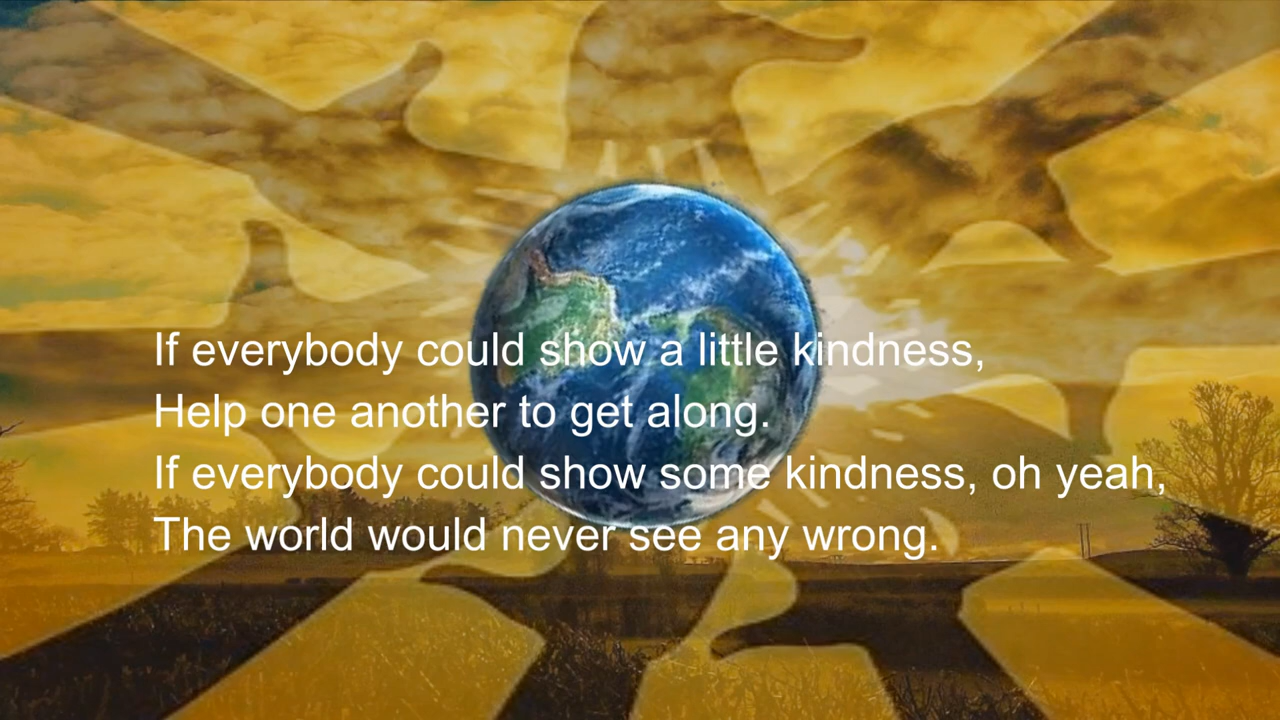 If everybody could show a little kindness,
Help one another to get along.
If everybody could show some kindness, oh yeah,
The world would never see any wrong.